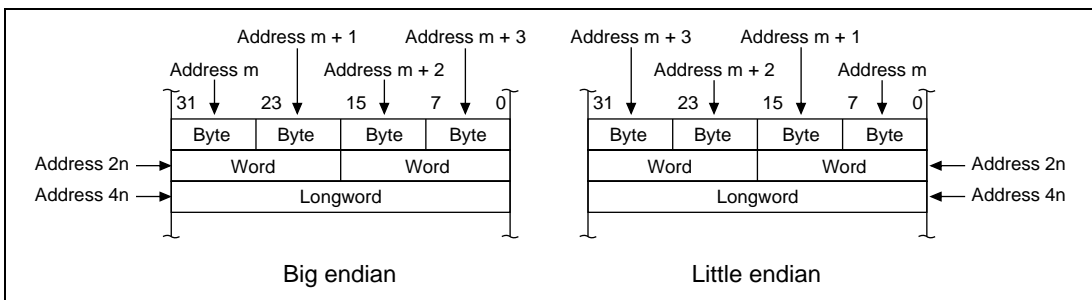 Address m + 1 Address m + 3 Address m + 3 Address m + 1
Address m Address m + 2 Address m + 2 Address m
31 23 15 7 0 31 23 15 7 0
Byte Byte Byte Byte Byte Byte Byte Byte
Address 2n Word Word Word Word Address 2n
Address 4n Longword Longword Address 4n
Big endian Little endian